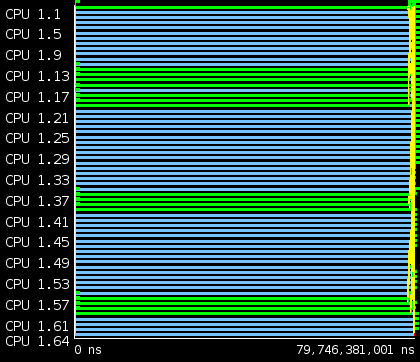 CPU 1.1
CPU 1.5
CPU 1.9
CPU 1.13
CPU 1.17
CPU 1.21
CPU 1.25
CPU 1.29
CPU 1.33
CPU 1.37
CPU 1.41
CPU 1.45
CPU 1.49
CPU 1.53
CPU 1.57
CPU 1.61
CPU 1.64
0 ns 79,746,381,001 ns